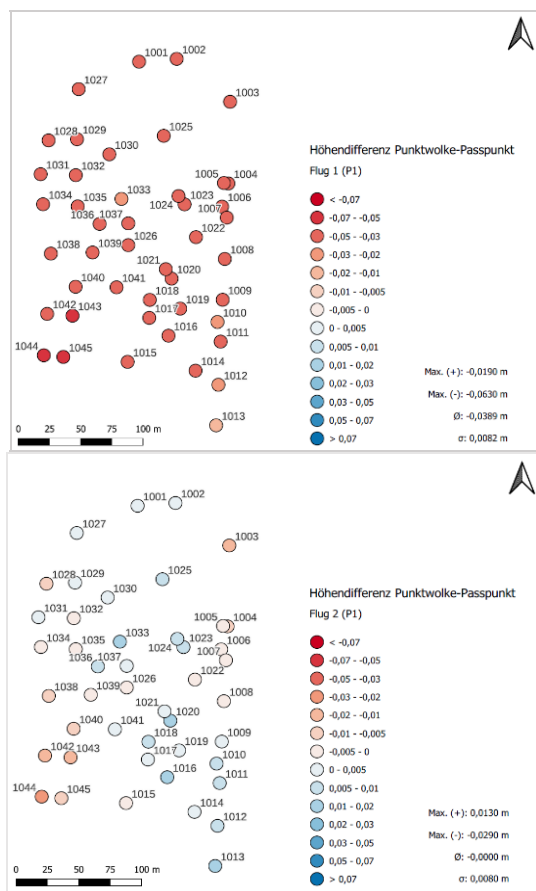 1001
1002
1027
1003
1028
1029
1025
1030
1031
1032
1005
1004
1034
1035
1033
1023
1006
1024
1036
1037
1007
1022
1038
1039
1026
1008
1021
1020
1040
1041
1018
1009
1042
1043
1017
1019
1010
1016
1011
1044
1045
1015
1014
1012
1013
0 25 50 75 100 m
Höhendifferenz Punktwolke-Passpunkt
Flug 1 (P1)
< -0,07
-0,07 - -0,05
-0,05 - -0,03
-0,03 - -0,02
-0,02 - -0,01
-0,01 - -0,005
-0,005 - 0
0 - 0,005
0,005 - 0,01
0,01 - 0,02
0,02 - 0,03
0,03 - 0,05
0,05 - 0,07
> 0,07
Max. (+): -0,0190 m
Max. (-): -0,0630 m
Ø: -0,0389 m
σ: 0,0082 m
1001
1002
1027
1003
1028
1029
1025
1030
1031
1032
1005
1004
1034
1035
1033
1023
1006
1024
1036
1037
1007
1022
1038
1039
1026
1008
1021
1020
1040
1041
1018
1009
1042
1043
1017
1019
1010
1016
1011
1044
1045
1015
1014
1012
1013
0 25 50 75 100 m
Höhendifferenz Punktwolke-Passpunkt
Flug 2 (P1)
< -0,07
-0,07 - -0,05
-0,05 - -0,03
-0,03 - -0,02
-0,02 - -0,01
-0,01 - -0,005
-0,005 - 0
0 - 0,005
0,005 - 0,01
0,01 - 0,02
0,02 - 0,03
0,03 - 0,05
0,05 - 0,07
> 0,07
Max. (+): 0,0130 m
Max. (-): -0,0290 m
Ø: -0,0000 m
σ: 0,0080 m